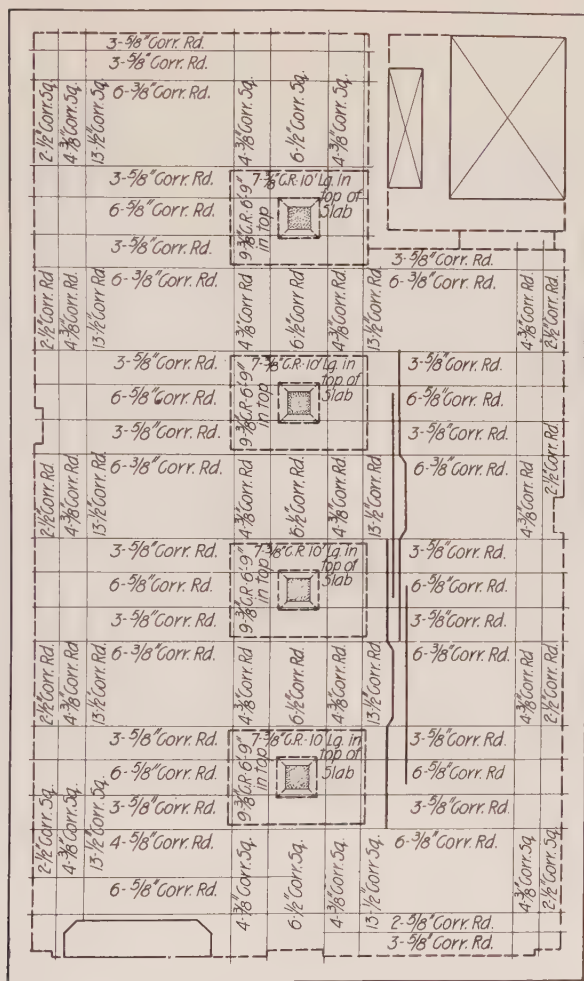 3-5/8" Corr. Rd.
3-5/8" Corr. Rd.
6-3/8" Corr. Rd.
2-1/2" Corr. Sq.
4-3/8" Corr. Sq.
13-1/2" Corr. Sq.
4-3/8" Corr. Sq.
6-1/2" Corr. Sq.
4-3/8" Corr. Sq.
3-5/8" Corr. Rd.
6-5/8" Corr. Rd.
3-5/8" Corr. Rd.
7-3/8" C.R.-10' Lg. in
top of
Slab
9-3/8" C.R. 6'-9"
in top
3-5/8" Corr. Rd.
6-3/8" Corr. Rd.
6-3/8" Corr. Rd.
2-1/2" Corr. Rd
4-3/8" Corr. Rd.
13-1/2" Corr. Rd
4-3/8" Corr. Rd
6-1/2" Corr. Rd
4-3/8" Corr. Rd
13-1/2" Corr. Rd
4-3/8" Corr. Rd
2-1/2" Corr. Rd.
3-5/8" Corr. Rd.
6-5/8" Corr. Rd.
3-5/8" Corr. Rd.
7-3/8" C.R.-10' Lg. in
top of
Slab
9-3/8" C.R. 6'-9"
in top
3-5/8" Corr. Rd.
6-5/8" Corr. Rd.
3-5/8" Corr. Rd.
6-3/8" Corr. Rd.
6-3/8" Corr. Rd.
2-1/2" Corr. Rd
4-3/8" Corr. Rd
13-1/2" Corr. Rd
4-3/8" Corr. Rd
6-1/2" Corr. Rd.
4-3/8" Corr. Rd
13-1/2" Corr. Rd.
4-3/8" Corr. Rd
2-1/2" Corr. Rd
3-5/8" Corr. Rd.
6-5/8" Corr. Rd.
3-5/8" Corr. Rd.
7-3/8" C.R. 10' Lg. in
top of
Slab
9-3/8" C.R. 6'-9"
in top
3-5/8" Corr. Rd.
6-5/8" Corr. Rd
3-5/8" Corr. Rd.
6-3/8" Corr. Rd.
6-3/8" Corr. Rd.
2-1/2" Corr. Rd
4-3/8" Corr. Rd
13-1/2" Corr. Rd
4-3/8" Corr. Rd
6-1/2" Corr. Rd
4-3/8" Corr. Rd
13-1/2" Corr. Rd
4-3/8" Corr. Rd
2-1/2" Corr. Rd
3-5/8" Corr. Rd.
6-5/8" Corr. Rd.
3-5/8" Corr. Rd.
7-3/8" C.R.-10' Lg. in
top of
Slab
9-3/8" C.R. 6'-9"
in top
3-5/8" Corr. Rd.
6-5/8" Corr. Rd
3-5/8" Corr. Rd.
2-1/2" Corr. Sq.
4-3/8" Corr. Sq.
13-1/2" Corr. Sq.
4-5/8" Corr. Rd.
6-5/8" Corr. Rd.
4-3/8" Corr. Sq.
6-1/2" Corr. Sq.
4-3/8" Corr. Sq.
13-1/2" Corr. Sq.
6-3/8" Corr. Rd.
4-3/8" Corr. Sq.
2-1/2" Corr. Sq.
2-5/8" Corr. Rd.
3-5/8" Corr. Rd.